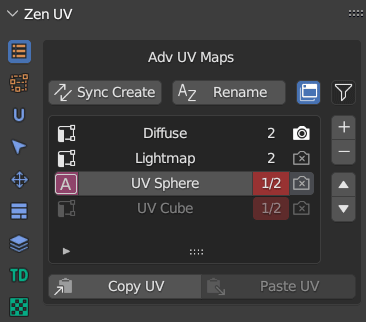 Zen UV
Adv UV Maps
Sync Create
A Z Rename
Diffuse 2
Lightmap 2
A UV Sphere 1/2
UV Cube 1/2
U
TD
Copy UV
Paste UV